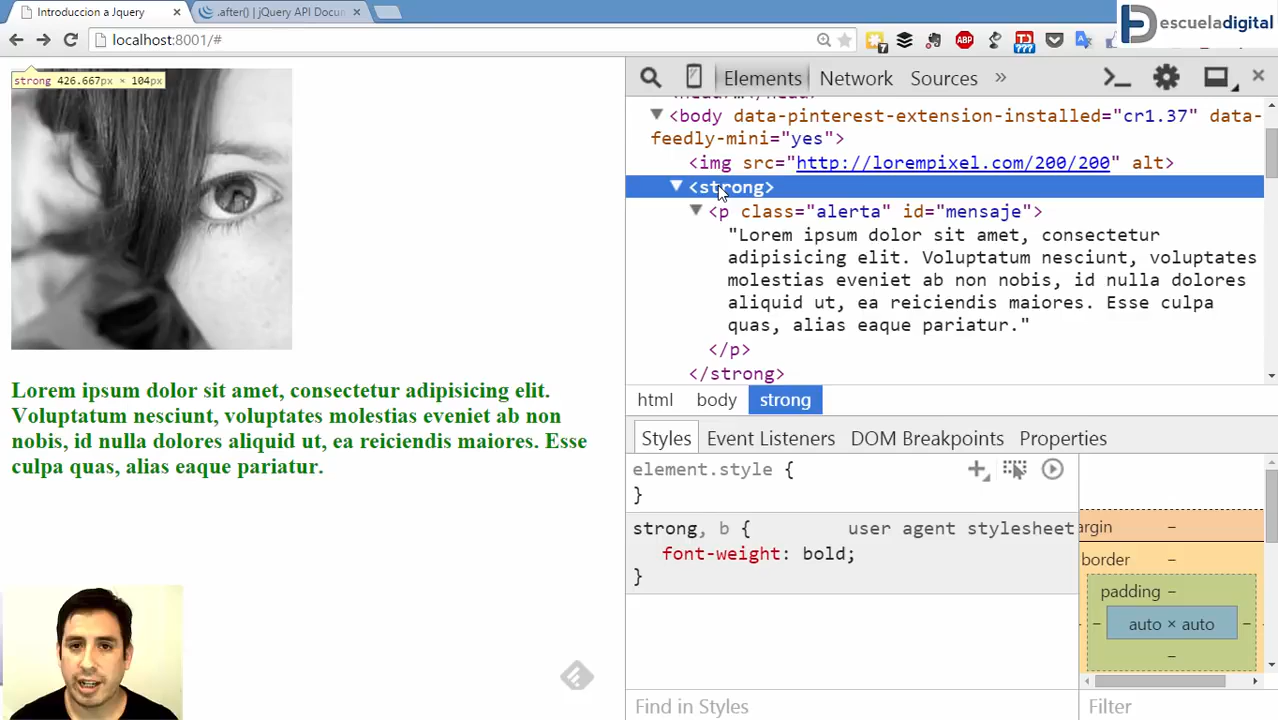 Introduccion a Jquery
.after() | jQuery API Docum
localhost:8001/#
escueladigital
strong 426.667px × 104px
Elements Network Sources »
<body data-pinterest-extension-installed="cr1.37" data-
feedly-mini="yes">
<img src="http://lorempixel.com/200/200" alt>
<strong>
<p class="alerta" id="mensaje">
"Lorem ipsum dolor sit amet, consectetur
adipisicing elit. Voluptatum nesciunt, voluptates
molestias eveniet ab non nobis, id nulla dolores
aliquid ut, ea reiciendis maiores. Esse culpa
quas, alias eaque pariatur."
</p>
</strong>
html body strong
Lorem ipsum dolor sit amet, consectetur adipisicing elit.
Voluptatum nesciunt, voluptates molestias eveniet ab non
nobis, id nulla dolores aliquid ut, ea reiciendis maiores. Esse
culpa quas, alias eaque pariatur.
Styles Event Listeners DOM Breakpoints Properties
element.style {
}
strong, b { user agent stylesheet
font-weight: bold;
}
argin –
border –
padding –
– auto × auto –
–
Find in Styles
Filter
ABP
777